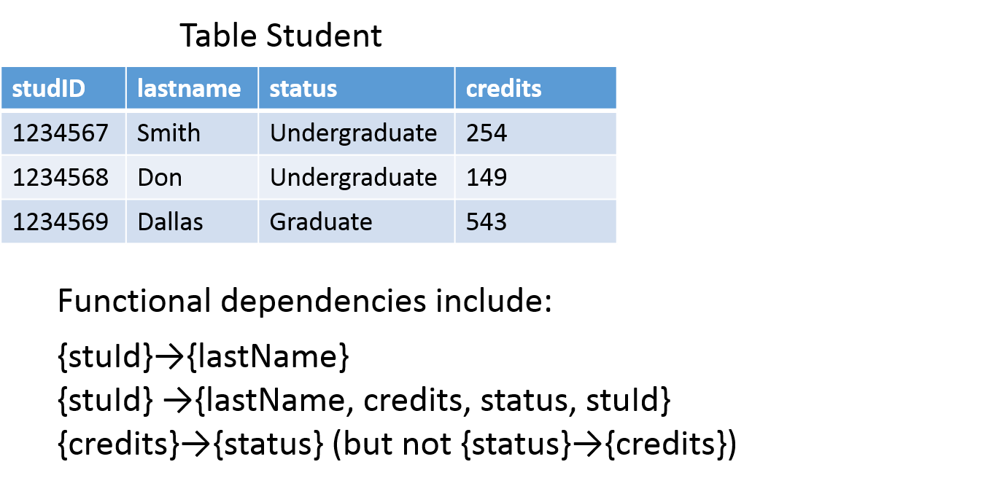 Table Student
studID lastname status credits
1234567 Smith Undergraduate 254
1234568 Don Undergraduate 149
1234569 Dallas Graduate 543
Functional dependencies include:
{stuId}→{lastName}
{stuId} →{lastName, credits, status, stuId}
{credits}→{status} (but not {status}→{credits})